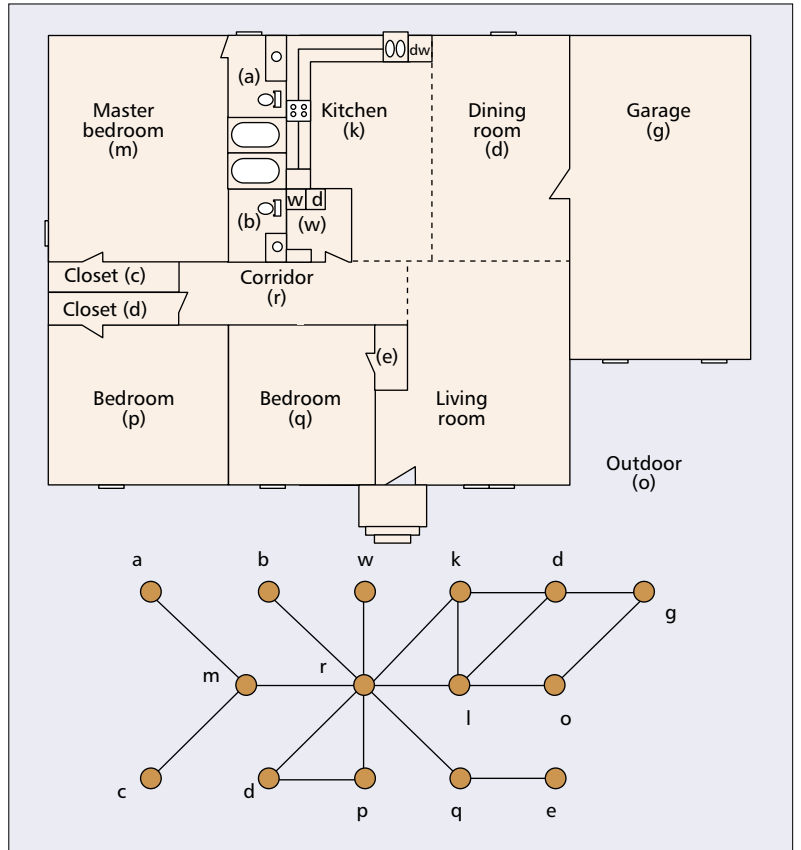 Master
bedroom
(m)
(a)
dw
Kitchen
(k)
Dining
room
(d)
Garage
(g)
(b)
w d
(w)
Closet (c)
Corridor
(r)
Closet (d)
(e)
Bedroom
(p)
Bedroom
(q)
Living
room
Outdoor
(o)
a b w k d
g
m r
l o
c d p q e